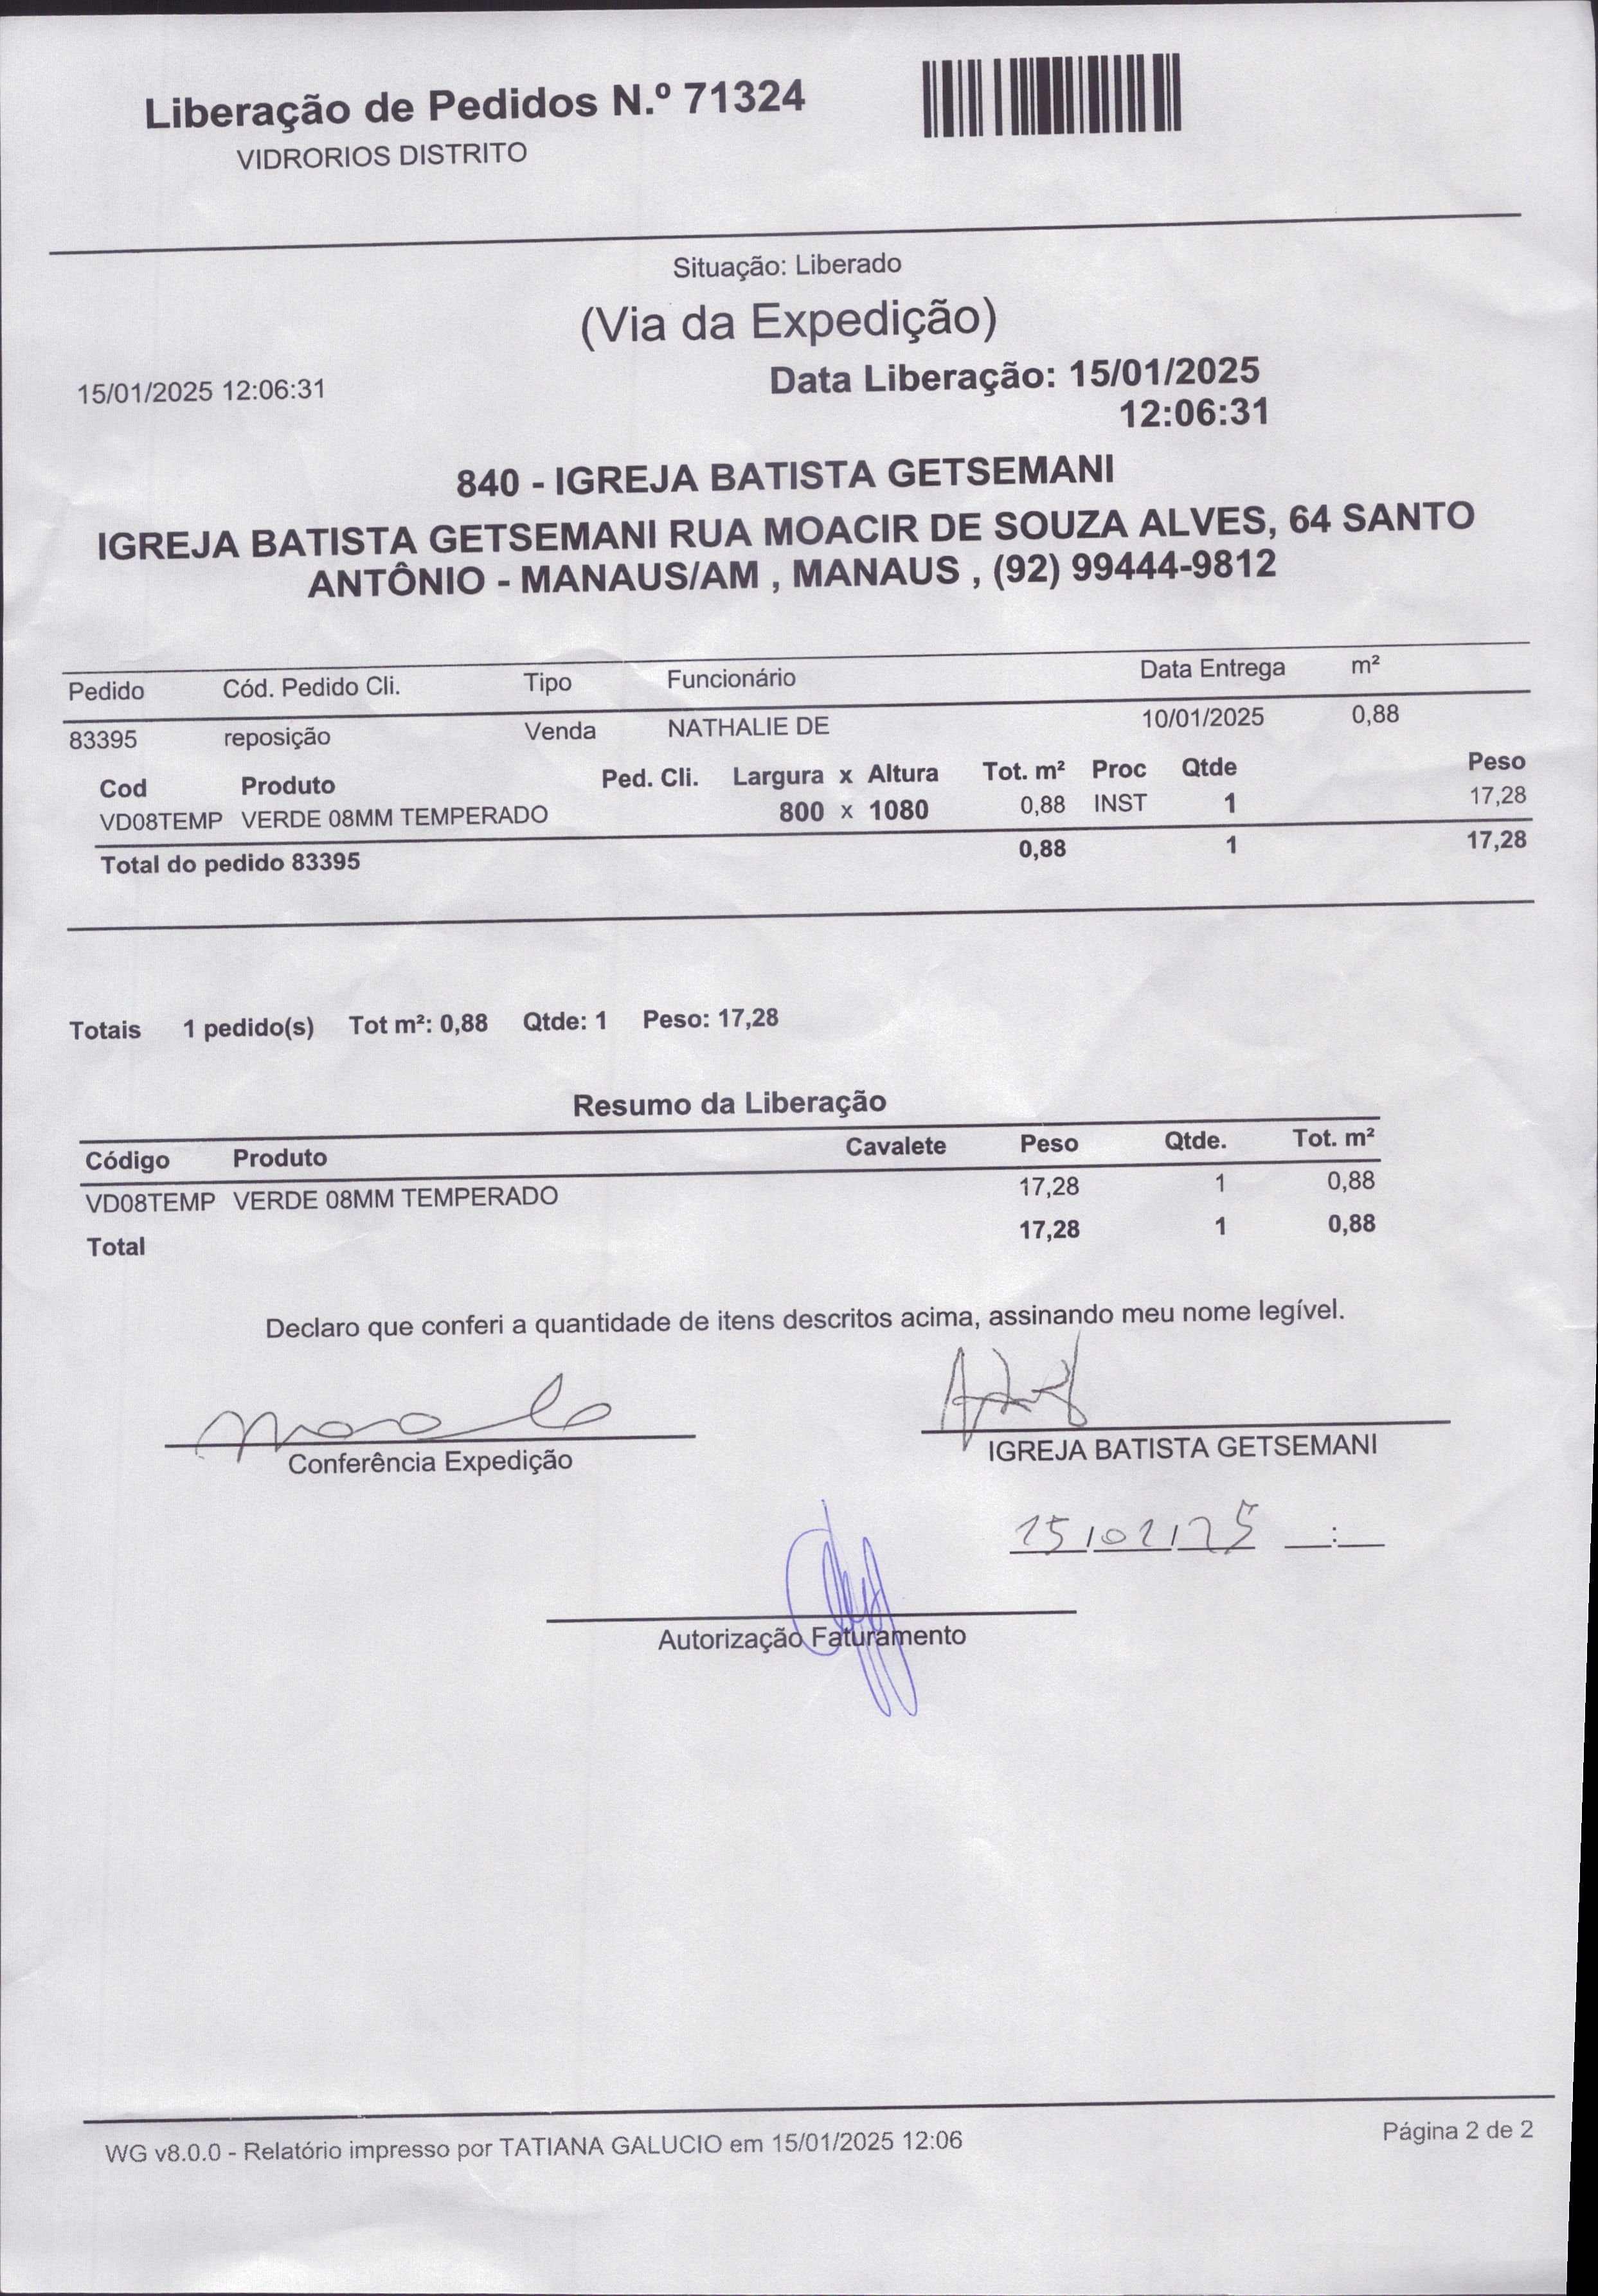 Liberação de Pedidos N.º 71324
VIDRORIOS DISTRITO
Situação: Liberado
(Via da Expedição)
15/01/2025 12:06:31
Data Liberação: 15/01/2025
12:06:31
840 - IGREJA BATISTA GETSEMANI
IGREJA BATISTA GETSEMANI RUA MOACIR DE SOUZA ALVES, 64 SANTO
ANTÔNIO - MANAUS/AM , MANAUS , (92) 99444-9812
Pedido Cód. Pedido Cli. Tipo Funcionário Data Entrega m²
83395 reposição Venda NATHALIE DE 10/01/2025 0,88
Cod Produto Ped. Cli. Largura x Altura Tot. m² Proc Qtde Peso
VD08TEMP VERDE 08MM TEMPERADO 800 x 1080 0,88 INST 1 17,28
Total do pedido 83395 0,88 1 17,28
Totais 1 pedido(s) Tot m²: 0,88 Qtde: 1 Peso: 17,28
Resumo da Liberação
Código Produto Cavalete Peso Qtde. Tot. m²
VD08TEMP VERDE 08MM TEMPERADO 17,28 1 0,88
Total 17,28 1 0,88
Declaro que conferi a quantidade de itens descritos acima, assinando meu nome legível.
Conferência Expedição
IGREJA BATISTA GETSEMANI
:
Autorização Faturamento
WG v8.0.0 - Relatório impresso por TATIANA GALUCIO em 15/01/2025 12:06
Página 2 de 2